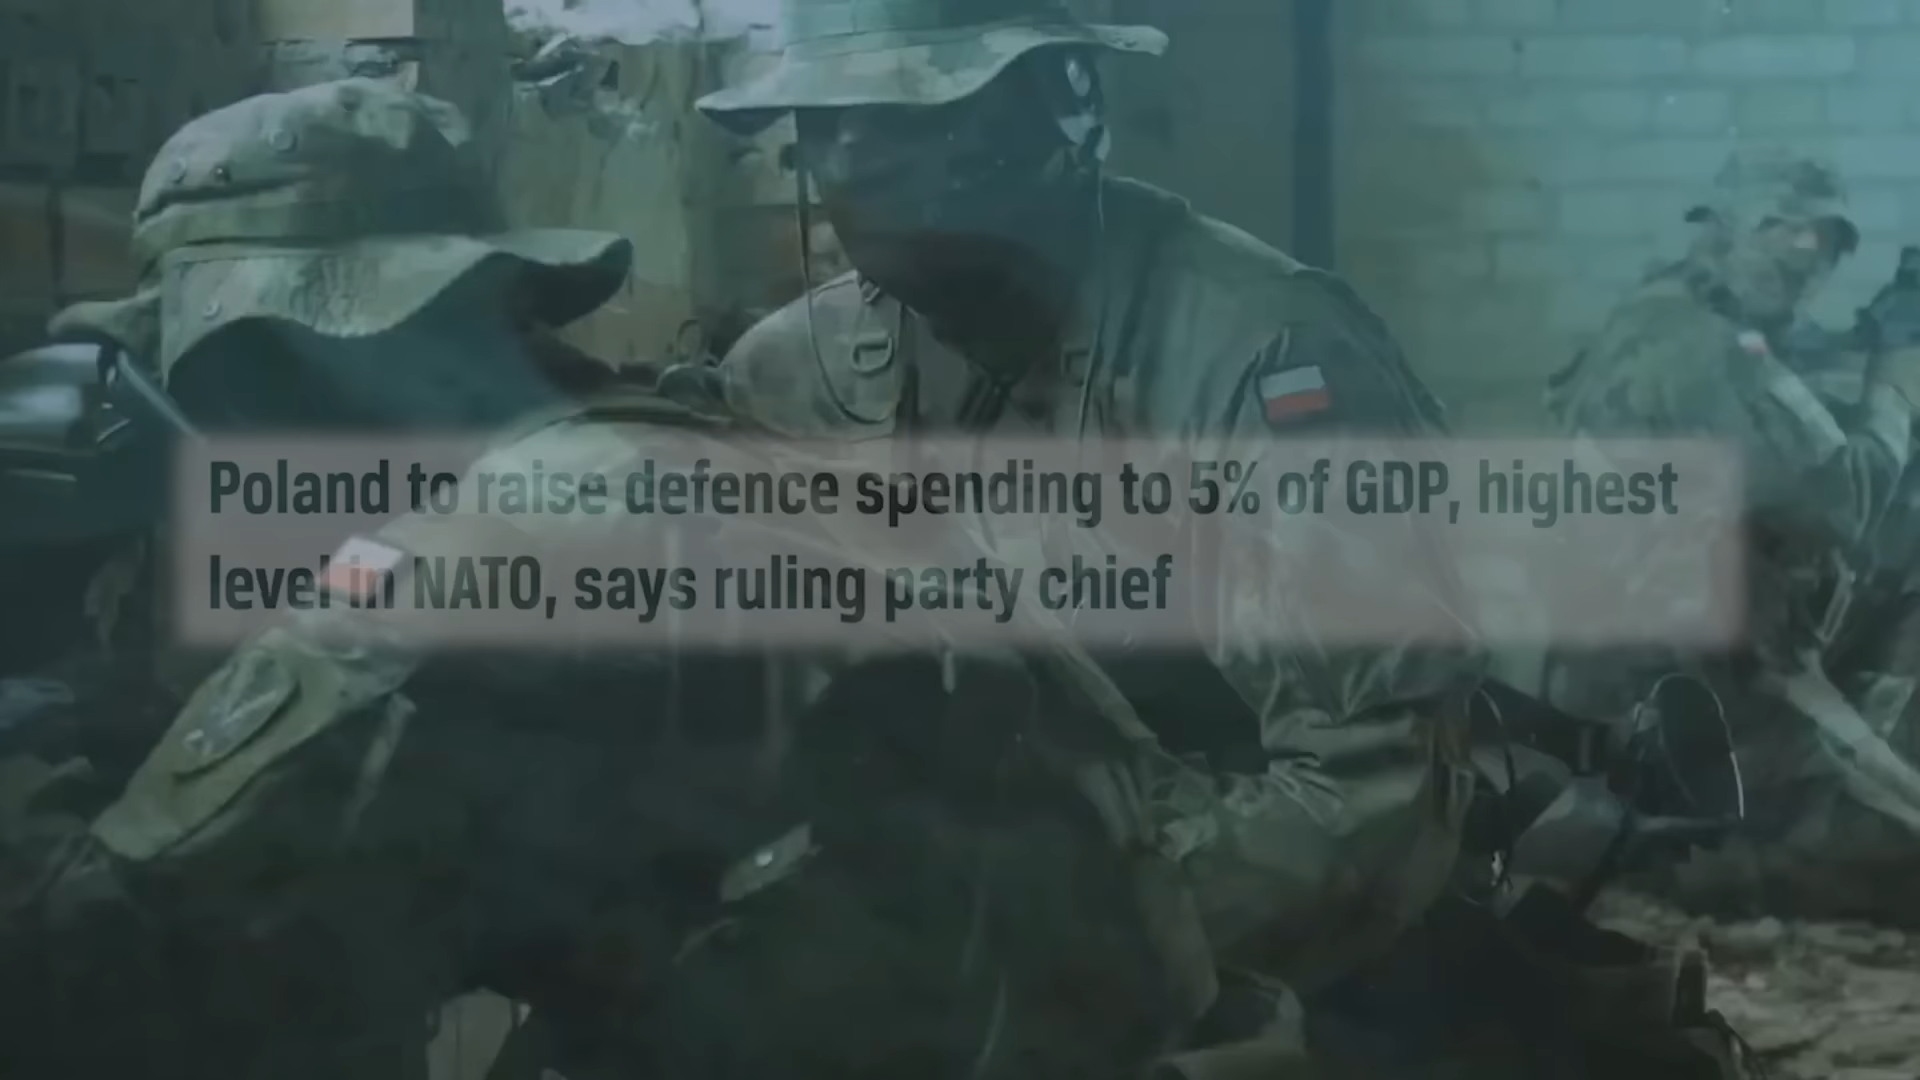 Poland to raise defence spending to 5% of GDP, highest
level in NATO, says ruling party chief